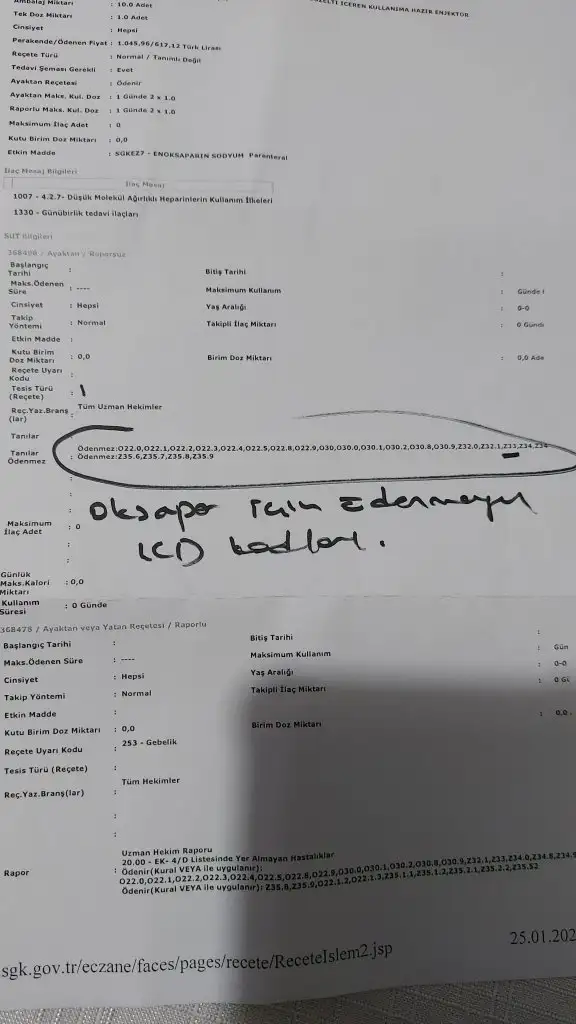 Ambalaj Miktarı : 10.0 Adet
İÇEREN KULLANIMA HAZIR ENJEKTÖR
Tek Doz Miktarı : 1.0 Adet
Cinsiyet : Hepsi
Perakende/Ödenen Fiyat : 1.045,96/617,12 Türk Lirası
Reçete Türü : Normal / Tanımlı Değil
Tedavi Şeması Gerekli : Evet
Ayaktan Reçetesi : Ödenir
Ayaktan Maks. Kul. Doz : 1 Günde 2 x 1.0
Raporlu Maks. Kul. Doz : 1 Günde 2 x 1.0
Maksimum İlaç Adet : 0
Kutu Birim Doz Miktarı : 0,0
Etkin Madde : SGKEZ7 - ENOKSAPARIN SODYUM Parenteral
İlaç Mesaj Bilgileri
İlaç Mesaj
1007 - 4.2.7- Düşük Molekül Ağırlıklı Heparinlerin Kullanım İlkeleri
1330 - Günübirlik tedavi ilaçları
SUT Bilgileri
368490 / Ayaktan / Raporsuz
Başlangıç Tarihi : Bitiş Tarihi :
Maks.Ödenen Süre : ---- Maksimum Kullanım : Günde
Cinsiyet : Hepsi Yaş Aralığı : 0-0
Takip Yöntemi : Normal Takipli İlaç Miktarı : 0 Günd
Etkin Madde :
Kutu Birim Doz Miktarı : 0,0 Birim Doz Miktarı : 0,0 Ade
Reçete Uyarı Kodu :
Tesis Türü (Reçete) :
Reç.Yaz.Branş (lar) : Tüm Uzman Hekimler
Tanılar
Ödenmez:O22.0,O22.1,O22.2,O22.3,O22.4,O22.5,O22.8,O22.9,O30,O30.0,O30.1,O30.2,O30.8,O30.9,Z32.0,Z32.1,Z33,Z34,Z34
Tanılar Ödenmez : Ödenmez:Z35.6,Z35.7,Z35.8,Z35.9
Oksapar için Ödenmeyen
ICD kodları.
Maksimum İlaç Adet : 0
Günlük Maks.Kalori Miktarı : 0,0
Kullanım Süresi : 0 Günde
368475 / Ayaktan veya Yatan Reçetesi / Raporlu
Başlangıç Tarihi : Bitiş Tarihi :
Maks.Ödenen Süre : ---- Maksimum Kullanım : Gün
Cinsiyet : Hepsi Yaş Aralığı : 0-0
Takip Yöntemi : Normal Takipli İlaç Miktarı : 0 Gü
Etkin Madde :
Kutu Birim Doz Miktarı : 0,0 Birim Doz Miktarı : 0,0
Reçete Uyarı Kodu : 253 - Gebelik
Tesis Türü (Reçete) :
Reç.Yaz.Branş(lar) : Tüm Hekimler
Uzman Hekim Raporu
20.00 - EK- 4/D Listesinde Yer Almayan Hastalıklar
Rapor : Ödenir(Kural VEYA ile uygulanır):
O22.0,O22.1,O22.2,O22.3,O22.4,O22.5,O22.8,O22.9,O30.0,O30.1,O30.2,O30.8,O30.9,Z32.1,Z33,Z34.0,Z34.8,Z34.9
Ödenir(Kural VEYA ile uygulanır): Z35.8,Z35.9,O22.1.2,O22.1.3,Z35.1.1,Z35.1.2,Z35.2.1,Z35.2.2,Z35.52
sgk.gov.tr/eczane/faces/pages/recete/ReceteIslem2.jsp
25.01.202